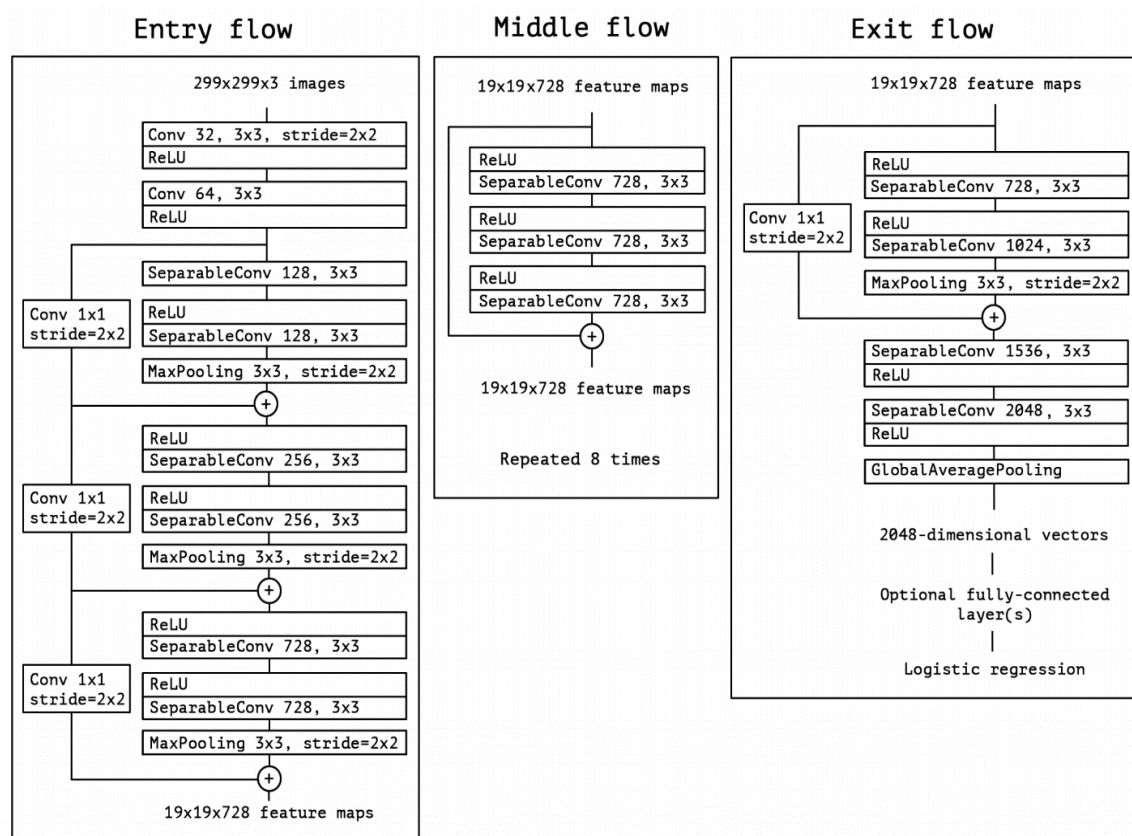 Entry flow
299x299x3 images
Conv 32, 3x3, stride=2x2
ReLU
Conv 64, 3x3
ReLU
SeparableConv 128, 3x3
Conv 1x1
stride=2x2
ReLU
SeparableConv 128, 3x3
MaxPooling 3x3, stride=2x2
+
ReLU
SeparableConv 256, 3x3
Conv 1x1
stride=2x2
ReLU
SeparableConv 256, 3x3
MaxPooling 3x3, stride=2x2
+
ReLU
SeparableConv 728, 3x3
Conv 1x1
stride=2x2
ReLU
SeparableConv 728, 3x3
MaxPooling 3x3, stride=2x2
+
19x19x728 feature maps
Middle flow
19x19x728 feature maps
ReLU
SeparableConv 728, 3x3
ReLU
SeparableConv 728, 3x3
ReLU
SeparableConv 728, 3x3
+
19x19x728 feature maps
Repeated 8 times
Exit flow
19x19x728 feature maps
ReLU
SeparableConv 728, 3x3
Conv 1x1
stride=2x2
ReLU
SeparableConv 1024, 3x3
MaxPooling 3x3, stride=2x2
+
SeparableConv 1536, 3x3
ReLU
SeparableConv 2048, 3x3
ReLU
GlobalAveragePooling
2048-dimensional vectors
Optional fully-connected
layer(s)
Logistic regression